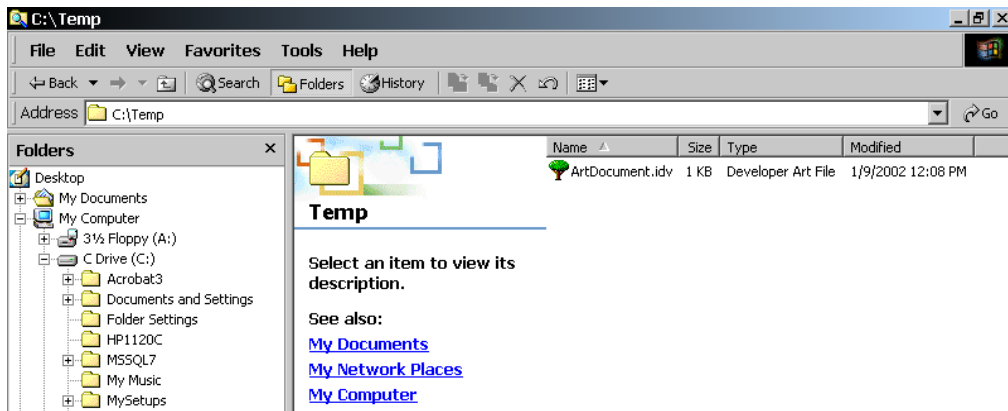 C:\Temp
File Edit View Favorites Tools Help
Back Search Folders History
Address C:\Temp Go
Folders
Desktop
My Documents
My Computer
3½ Floppy (A:)
C Drive (C:)
Acrobat3
Documents and Settings
Folder Settings
HP1120C
MSSQL7
My Music
MySetups
Temp
Select an item to view its
description.
See also:
My Documents
My Network Places
My Computer
Name Size Type Modified
ArtDocument.idv 1 KB Developer Art File 1/9/2002 12:08 PM